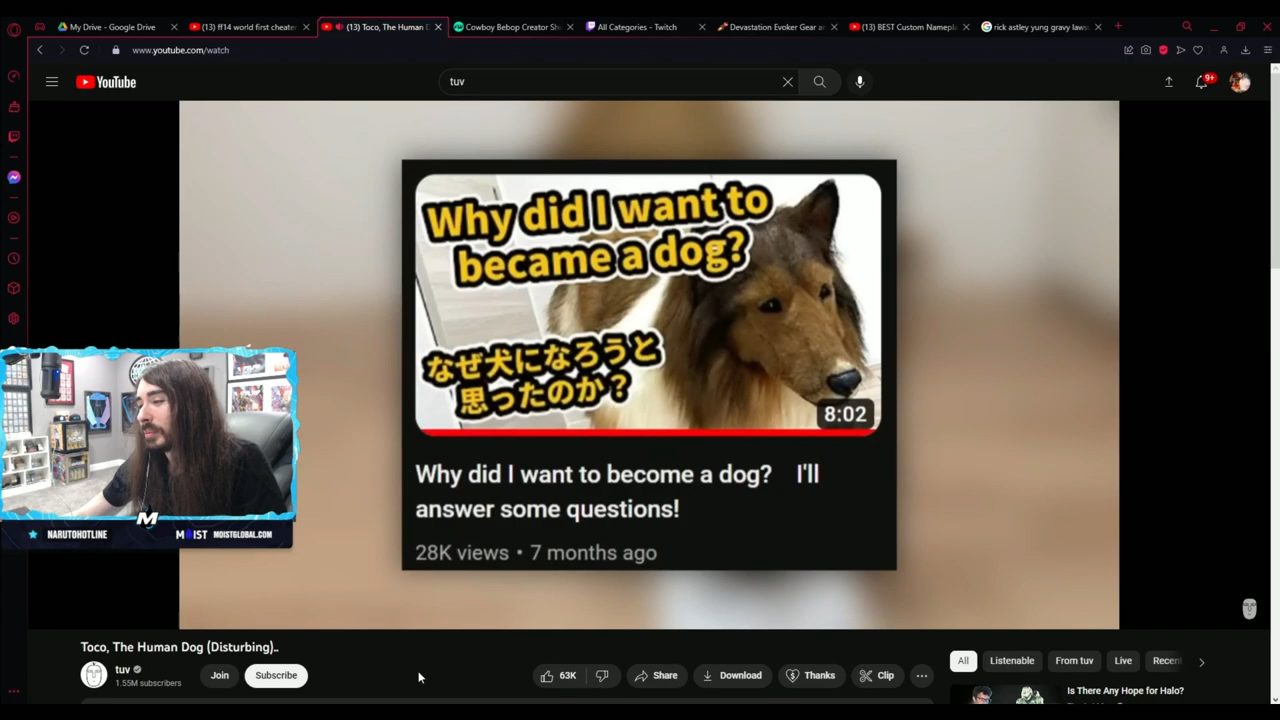 My Drive - Google Drive
(13) ff14 world first cheater
(13) Toco, The Human D
Cowboy Bebop Creator Sh
All Categories - Twitch
Devastation Evoker Gear an
(13) BEST Custom Namepl
rick astley yung gravy laws
www.youtube.com/watch
YouTube
tuv
9+
Why did I want to
became a dog?
なぜ犬になろうと
思ったのか？
8:02
Why did I want to become a dog? I'll
answer some questions!
28K views • 7 months ago
M
NARUTOHOTLINE
MOIST MOISTGLOBAL.COM
Toco, The Human Dog (Disturbing)..
tuv
1.55M subscribers
Join
Subscribe
63K
Share
Download
Thanks
Clip
All
Listenable
From tuv
Live
Recent
Is There Any Hope for Halo?